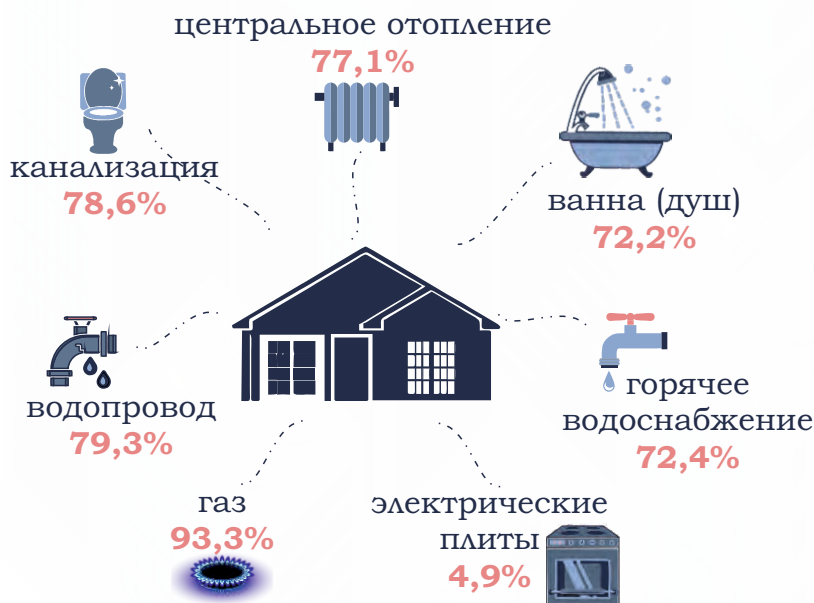 центральное отопление
77,1%
канализация
78,6%
ванна (душ)
72,2%
водопровод
79,3%
горячее
водоснабжение
72,4%
газ
93,3%
электрические
плиты
4,9%